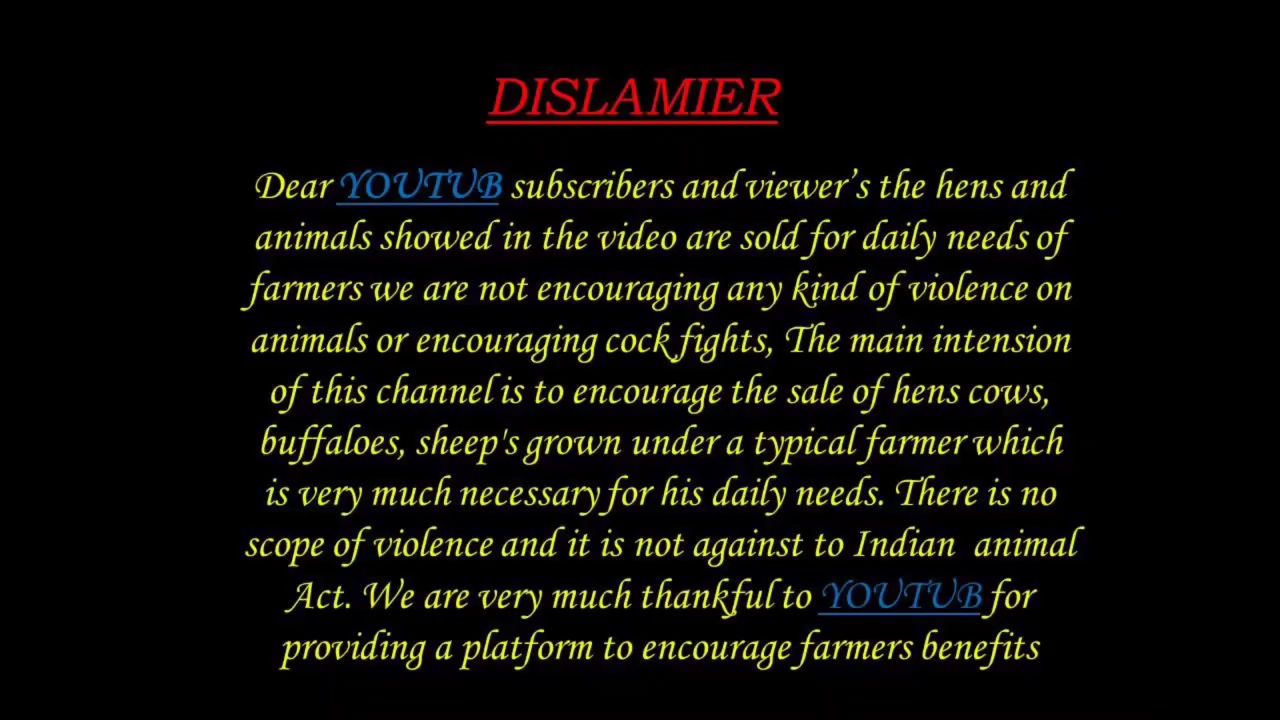 DISLAMIER
Dear YOUTUB subscribers and viewer’s the hens and
animals showed in the video are sold for daily needs of
farmers we are not encouraging any kind of violence on
animals or encouraging cock fights, The main intension
of this channel is to encourage the sale of hens cows,
buffaloes, sheep's grown under a typical farmer which
is very much necessary for his daily needs. There is no
scope of violence and it is not against to Indian  animal
Act. We are very much thankful to YOUTUB for
providing a platform to encourage farmers benefits